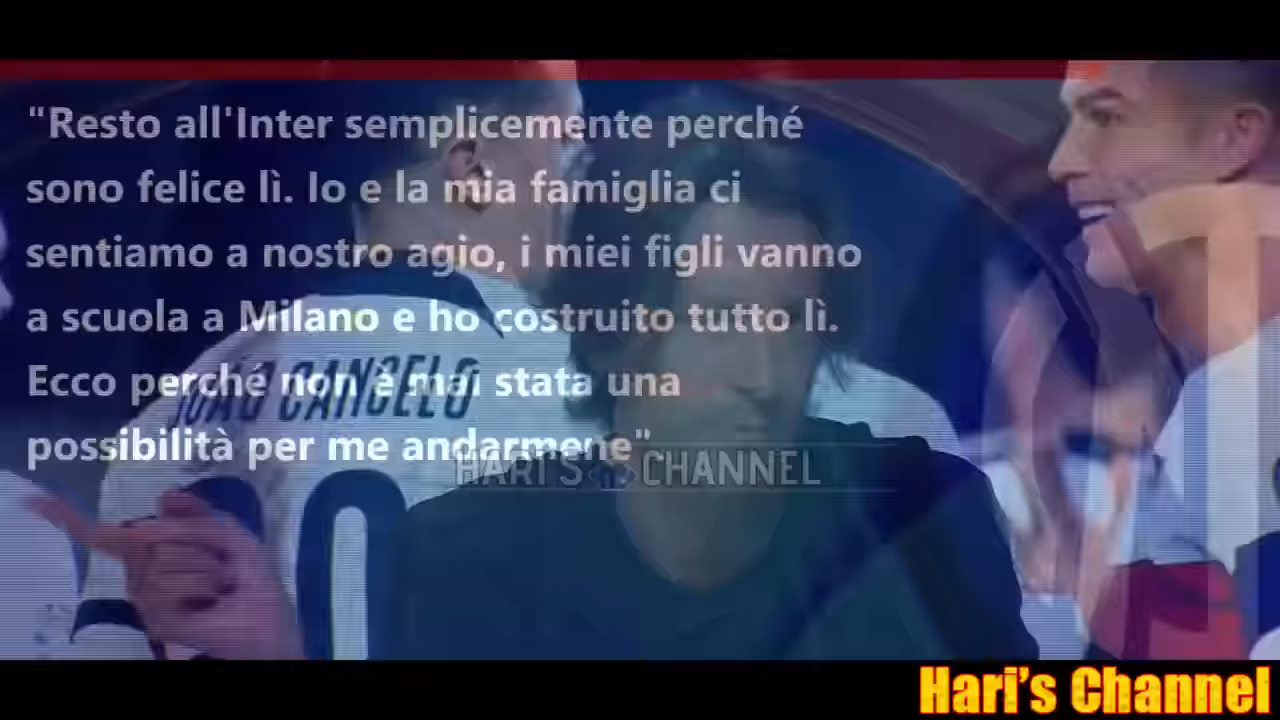 "Resto all'Inter semplicemente perché
sono felice lì. Io e la mia famiglia ci
sentiamo a nostro agio, i miei figli vanno
a scuola a Milano e ho costruito tutto lì.
Ecco perché non è mai stata una
possibilità per me andarmene".
JOÃO CANCELO
20
HARI'S CHANNEL
Hari's Channel